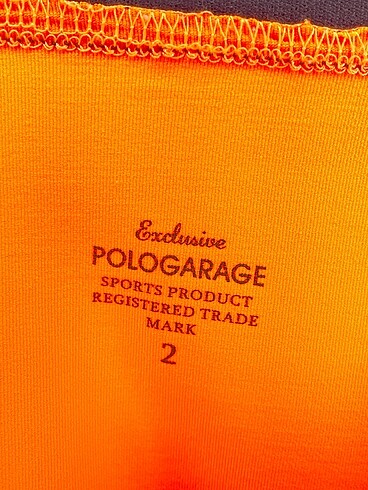 Exclusive
POLOGARAGE
SPORTS PRODUCT
REGISTERED TRADE
MARK
2